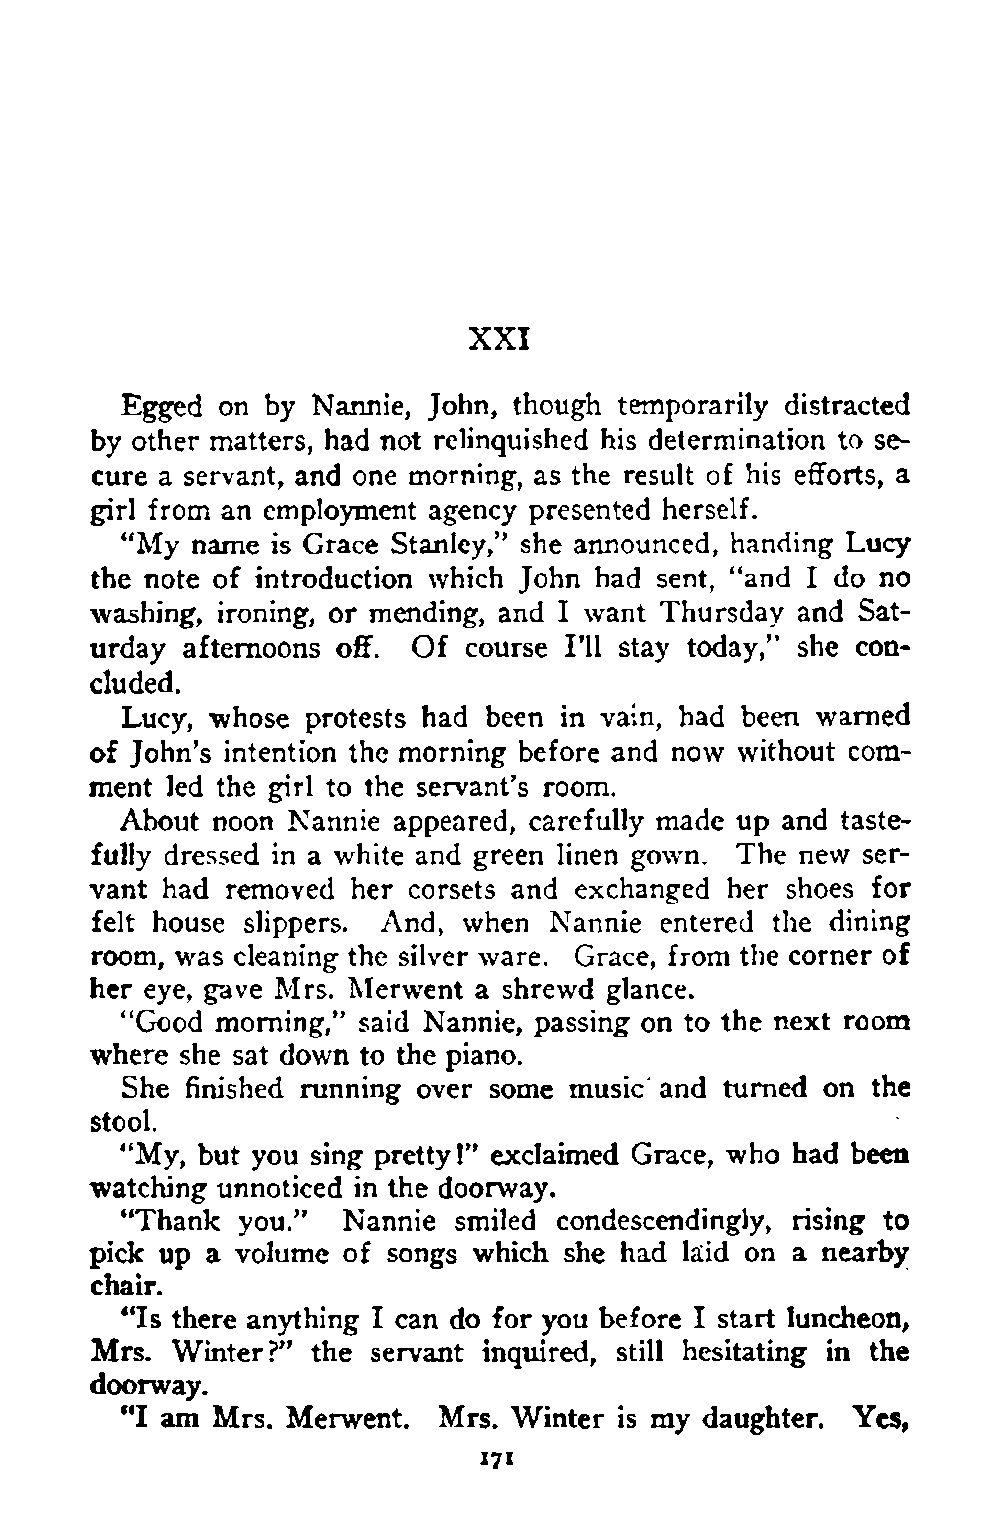 XXI
Egged on by Nannie, John, though temporarily distracted
by other matters, had not relinquished his determination to se-
cure a servant, and one morning, as the result of his efforts, a
girl from an employment agency presented herself.
“My name is Grace Stanley,” she announced, handing Lucy
the note of introduction which John had sent, “and I do no
washing, ironing, or mending, and I want Thursday and Sat-
urday afternoons off. Of course I'll stay today,” she con-
cluded.
Lucy, whose protests had been in vain, had been warned
of John's intention the morning before and now without com-
ment led the girl to the servant's room.
About noon Nannie appeared, carefully made up and taste-
fully dressed in a white and green linen gown. The new ser-
vant had removed her corsets and exchanged her shoes for
felt house slippers. And, when Nannie entered the dining
room, was cleaning the silver ware. Grace, from the corner of
her eye, gave Mrs. Merwent a shrewd glance.
“Good morning,” said Nannie, passing on to the next room
where she sat down to the piano.
She finished running over some music and turned on the
stool.
“My, but you sing pretty!” exclaimed Grace, who had been
watching unnoticed in the doorway.
“Thank you.” Nannie smiled condescendingly, rising to
pick up a volume of songs which she had laid on a nearby
chair.
“Is there anything I can do for you before I start luncheon,
Mrs. Winter?” the servant inquired, still hesitating in the
doorway.
“I am Mrs. Merwent. Mrs. Winter is my daughter. Yes,
171